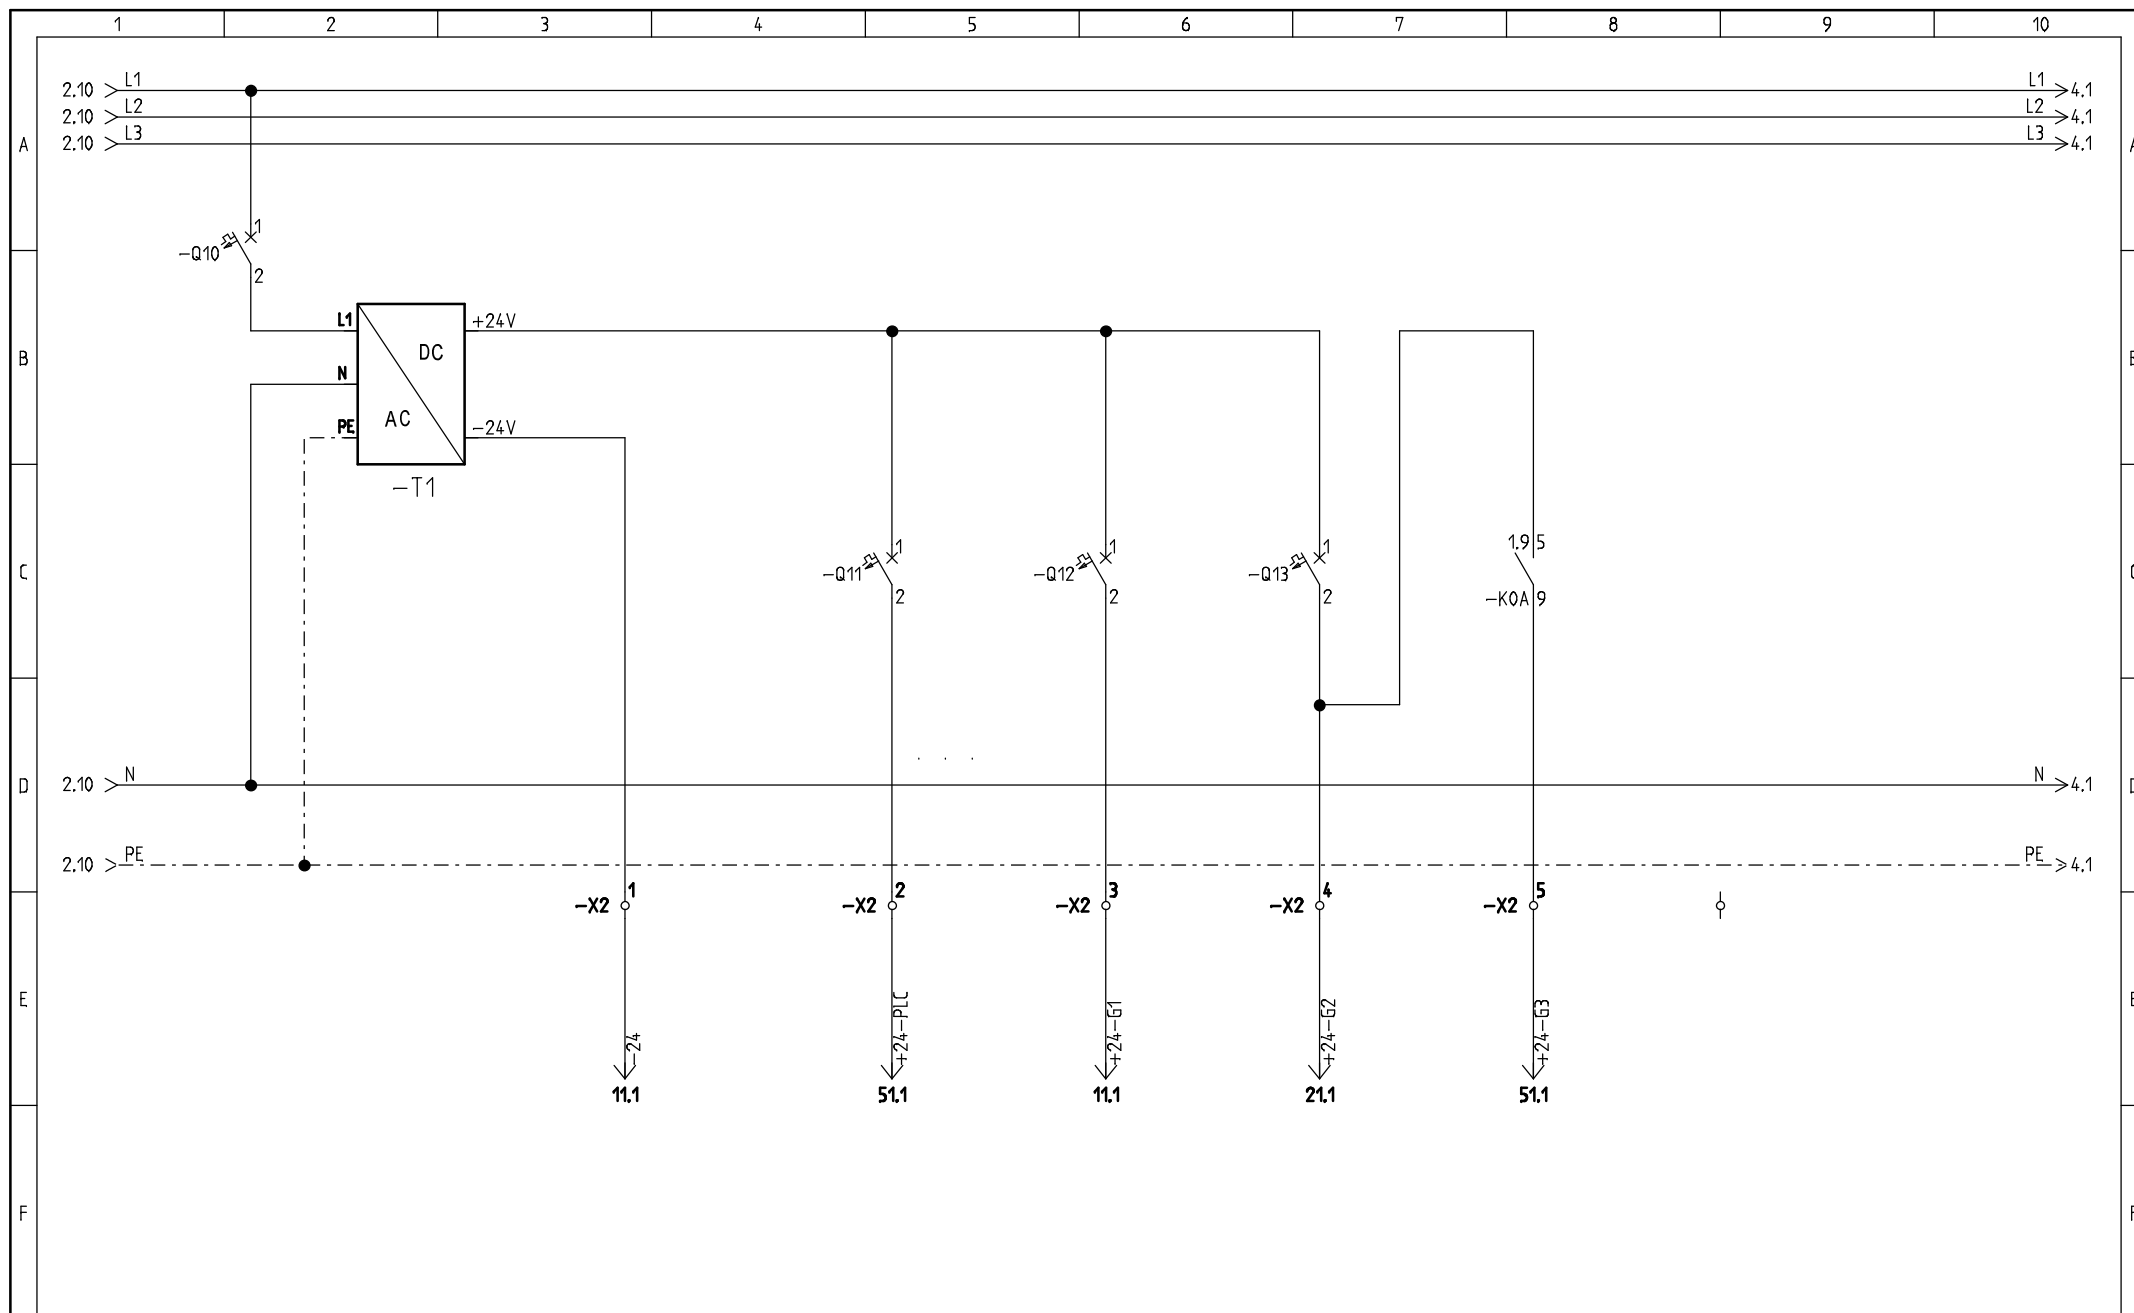 1 2 3 4 5 6 7 8 9 10
2.10 L1 L1 4.1
2.10 L2 L2 4.1
2.10 L3 L3 4.1
A
1
-Q10
2
L1 +24V
DC
B
N
AC
PE -24V
-T1
1 1 1 1.9 5
C -Q11 -Q12 -Q13
2 2 2 -K0A 9
D 2.10 N N 4.1
2.10 PE PE 4.1
1 2 3 4 5
-X2 -X2 -X2 -X2 -X2
E
-24 +24-PLC +24-G1 +24-G2 +24-G3
11.1 51.1 11.1 21.1 51.1
F